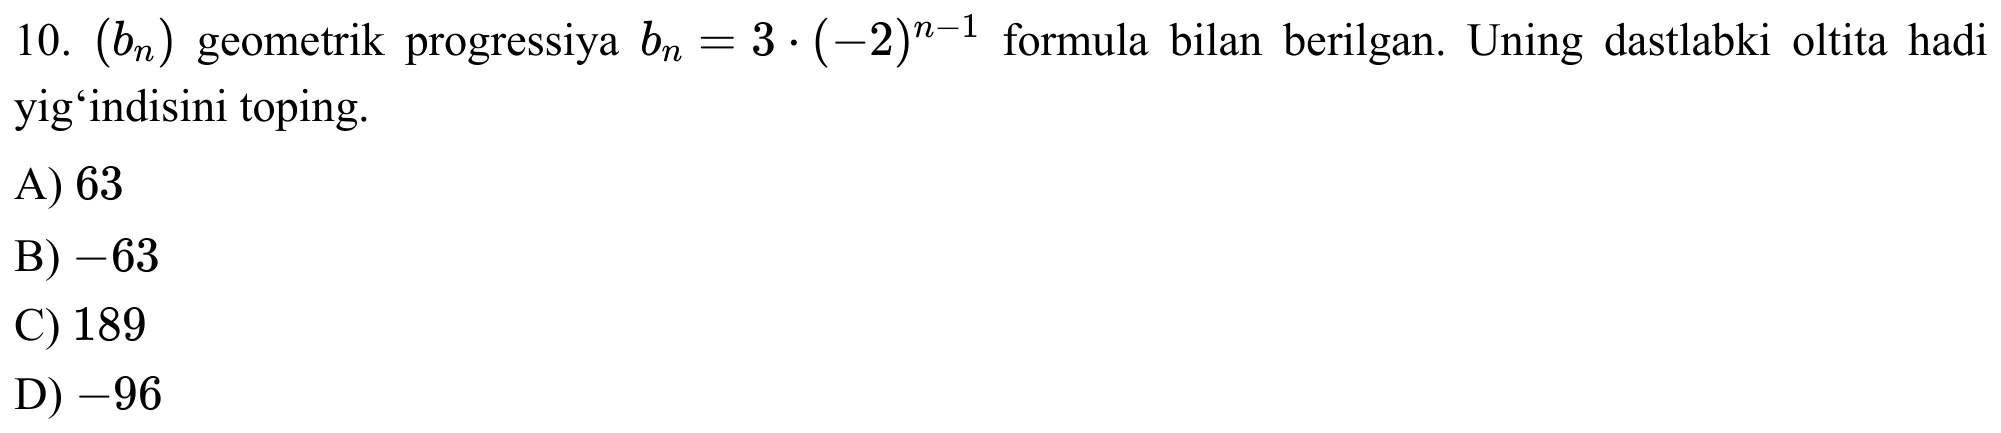 10. (bₙ) geometrik progressiya bₙ = 3 · (−2)ⁿ⁻¹ formula bilan berilgan. Uning dastlabki oltita hadi
yig‘indisini toping.
A) 63
B) −63
C) 189
D) −96